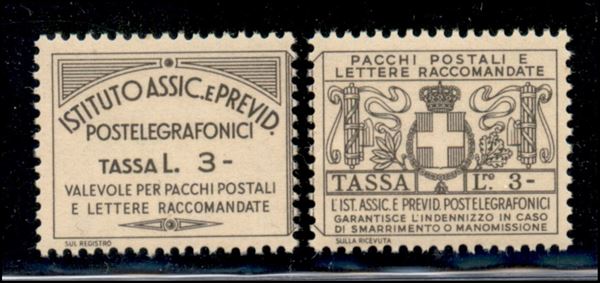 ISTITUTO ASSIC. E PREVID.
POSTELEGRAFONICI
TASSA L. 3-
VALEVOLE PER PACCHI POSTALI
E LETTERE RACCOMANDATE
SUL REGISTRO
PACCHI POSTALI E
LETTERE RACCOMANDATE
TASSA Lre 3-
L'IST. ASSIC. E PREVID. POSTELEGRAFONICI
GARANTISCE L'INDENNIZZO IN CASO
DI SMARRIMENTO O MANOMISSIONE
SULLA RICEVUTA